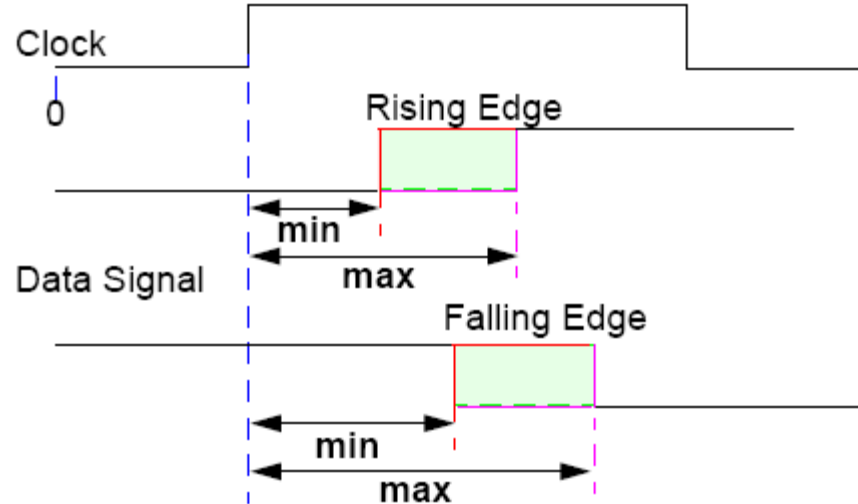 Clock
0
Rising Edge
min
max
Data Signal
Falling Edge
min
max